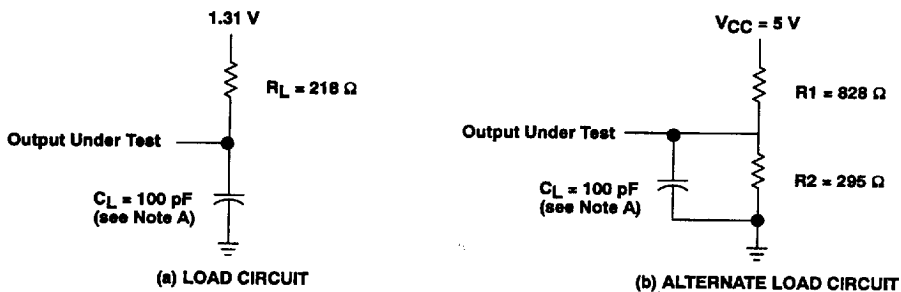 1.31 V
R_L = 218 Ω
Output Under Test
C_L = 100 pF
(see Note A)
(a) LOAD CIRCUIT
V_CC = 5 V
R1 = 828 Ω
Output Under Test
C_L = 100 pF
(see Note A)
R2 = 295 Ω
(b) ALTERNATE LOAD CIRCUIT